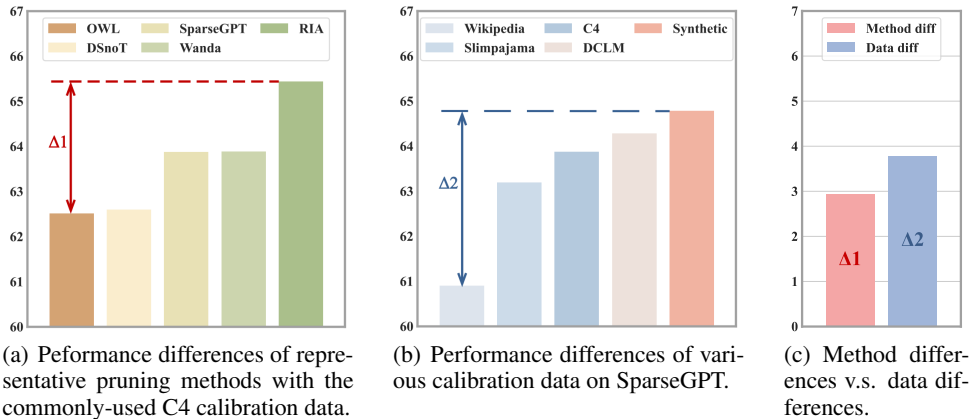 67
66
65
64
63
62
61
60
OWL
DSnoT
SparseGPT
Wanda
RIA
Δ1
67
66
65
64
63
62
61
60
Wikipedia
Slimpajama
C4
DCLM
Synthetic
Δ2
7
6
5
4
3
2
1
0
Method diff
Data diff
Δ1
Δ2
(a) Peformance differences of repre-
sentative pruning methods with the
commonly-used C4 calibration data.
(b) Performance differences of vari-
ous calibration data on SparseGPT.
(c) Method differ-
ences v.s. data dif-
ferences.